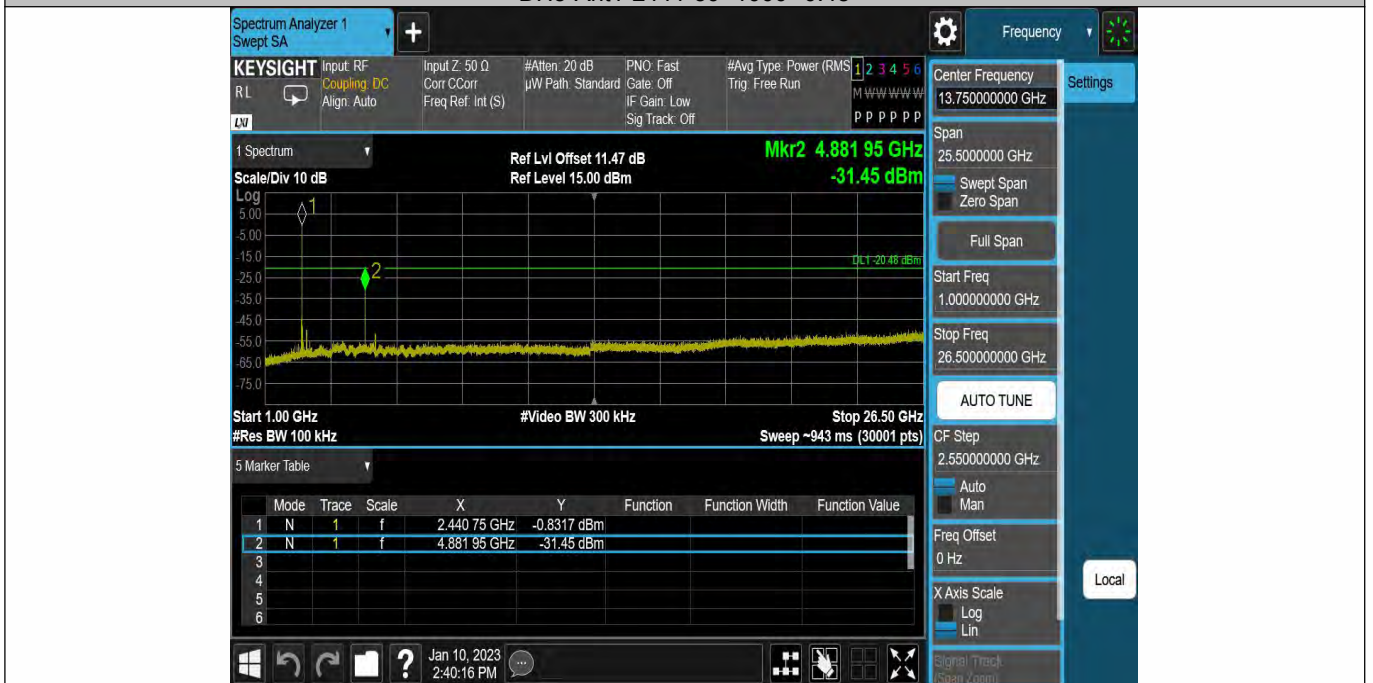 Spectrum Analyzer 1
Swept SA
+
Frequency
KEYSIGHT
RL
LXI
Input: RF
Coupling: DC
Align: Auto
Input Z: 50 Ω
Corr CCorr
Freq Ref: Int (S)
#Atten: 20 dB
µW Path: Standard
PNO: Fast
Gate: Off
IF Gain: Low
Sig Track: Off
#Avg Type: Power (RMS
Trig: Free Run
1 2 3 4 5 6
M W W W W W
P P P P P P
Center Frequency
13.750000000 GHz
Settings
Span
25.5000000 GHz
Swept Span
Zero Span
Full Span
Start Freq
1.000000000 GHz
Stop Freq
26.500000000 GHz
AUTO TUNE
CF Step
2.550000000 GHz
Auto
Man
Freq Offset
0 Hz
X Axis Scale
Log
Lin
Signal Track
(Span Zoom)
Local
1 Spectrum
Scale/Div 10 dB
Ref Lvl Offset 11.47 dB
Ref Level 15.00 dBm
Mkr2 4.881 95 GHz
-31.45 dBm
Log
1
5.00
-5.00
-15.0
DL1 -20.46 dBm
2
-25.0
-35.0
-45.0
-55.0
-65.0
-75.0
Start 1.00 GHz
#Video BW 300 kHz
Stop 26.50 GHz
#Res BW 100 kHz
Sweep ~943 ms (30001 pts)
5 Marker Table
Mode Trace Scale X Y Function Function Width Function Value
1 N 1 f 2.440 75 GHz -0.8317 dBm
2 N 1 f 4.881 95 GHz -31.45 dBm
3
4
5
6
?
Jan 10, 2023
2:40:16 PM